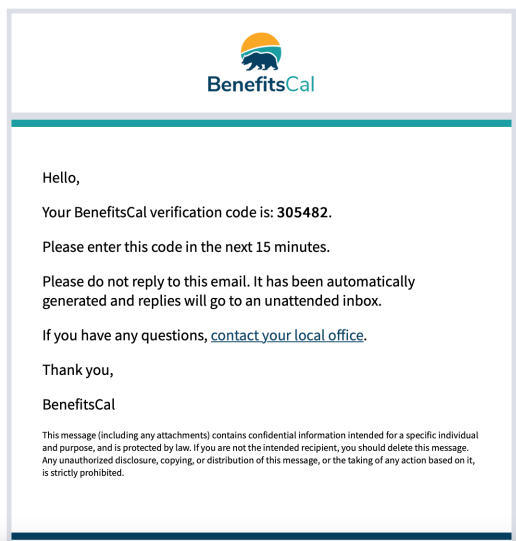 BenefitsCal
Hello,
Your BenefitsCal verification code is: 305482.
Please enter this code in the next 15 minutes.
Please do not reply to this email. It has been automatically
generated and replies will go to an unattended inbox.
If you have any questions, contact your local office.
Thank you,
BenefitsCal
This message (including any attachments) contains confidential information intended for a specific individual
and purpose, and is protected by law. If you are not the intended recipient, you should delete this message.
Any unauthorized disclosure, copying, or distribution of this message, or the taking of any action based on it,
is strictly prohibited.